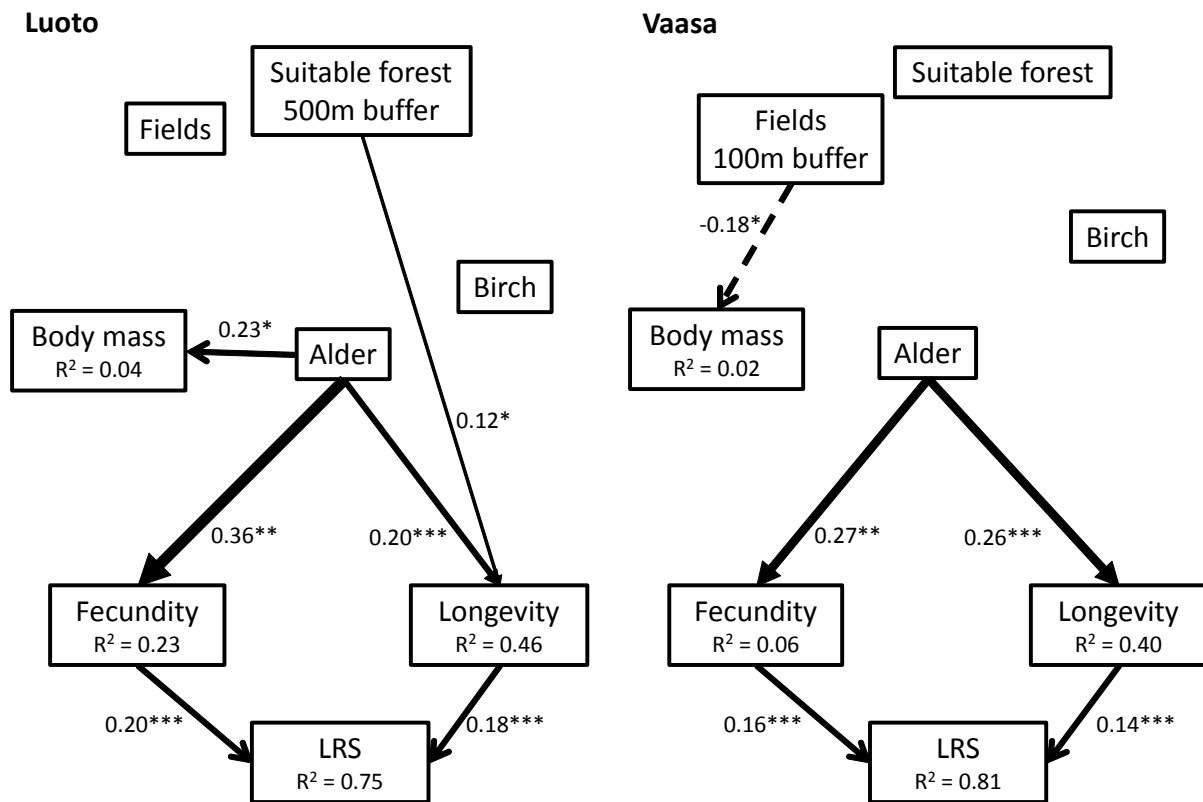 Luoto
Suitable forest
500m buffer
Fields
Birch
Body mass
R² = 0.04
0.23*
Alder
0.12*
0.36**
0.20***
Fecundity
R² = 0.23
Longevity
R² = 0.46
0.20***
0.18***
LRS
R² = 0.75
Vaasa
Suitable forest
Fields
100m buffer
-0.18*
Birch
Body mass
R² = 0.02
Alder
0.27**
0.26***
Fecundity
R² = 0.06
Longevity
R² = 0.40
0.16***
0.14***
LRS
R² = 0.81